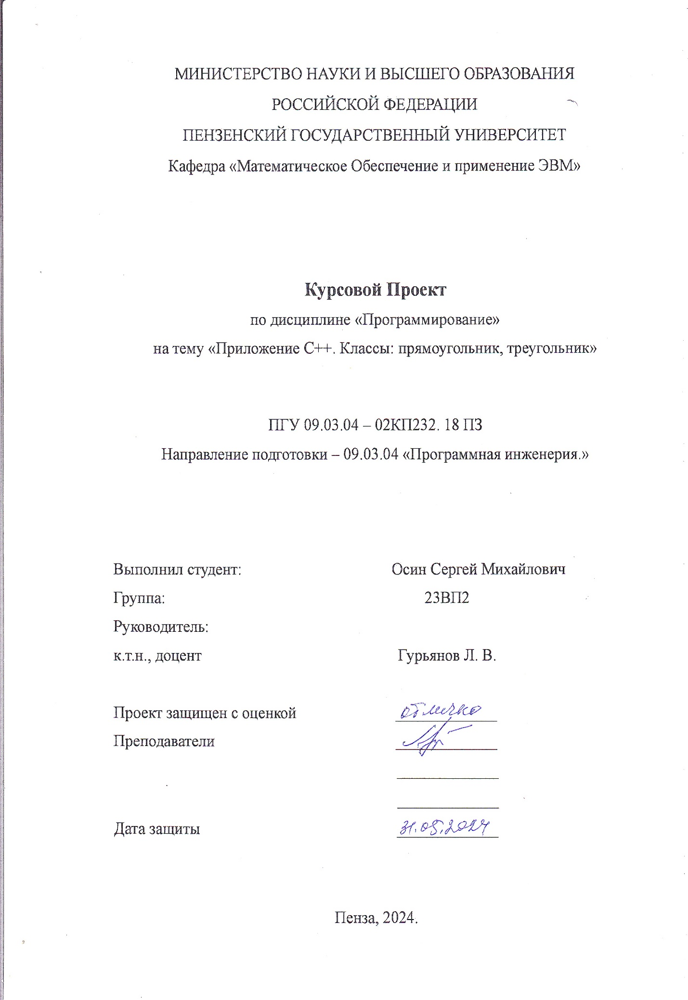 МИНИСТЕРСТВО НАУКИ И ВЫСШЕГО ОБРАЗОВАНИЯ
РОССИЙСКОЙ ФЕДЕРАЦИИ
ПЕНЗЕНСКИЙ ГОСУДАРСТВЕННЫЙ УНИВЕРСИТЕТ
Кафедра «Математическое Обеспечение и применение ЭВМ»
Курсовой Проект
по дисциплине «Программирование»
на тему «Приложение С++. Классы: прямоугольник, треугольник»
ПГУ 09.03.04 – 02КП232. 18 ПЗ
Направление подготовки – 09.03.04 «Программная инженерия.»
Выполнил студент: Осин Сергей Михайлович
Группа: 23ВП2
Руководитель:
к.т.н., доцент Гурьянов Л. В.
Проект защищен с оценкой отлично
Преподаватели
Дата защиты 31.05.2024
Пенза, 2024.